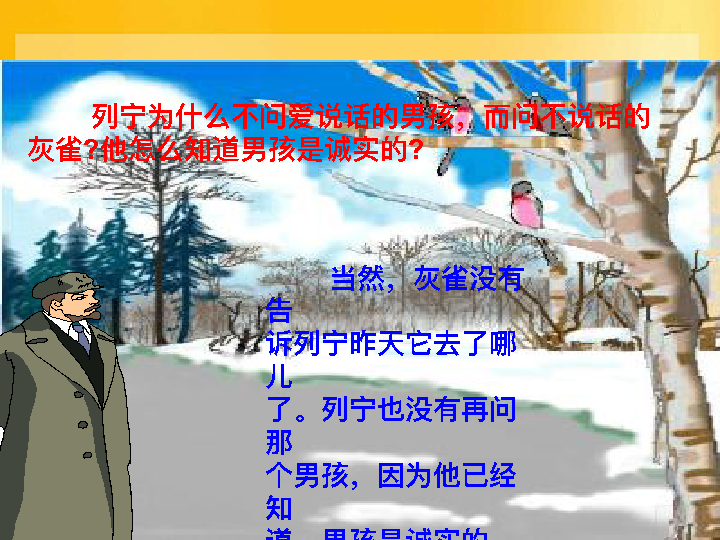 列宁为什么不问爱说话的男孩，而问不说话的
灰雀?他怎么知道男孩是诚实的?
当然，灰雀没有
告
诉列宁昨天它去了哪
儿
了。列宁也没有再问
那
个男孩，因为他已经
知
道，男孩是诚实的